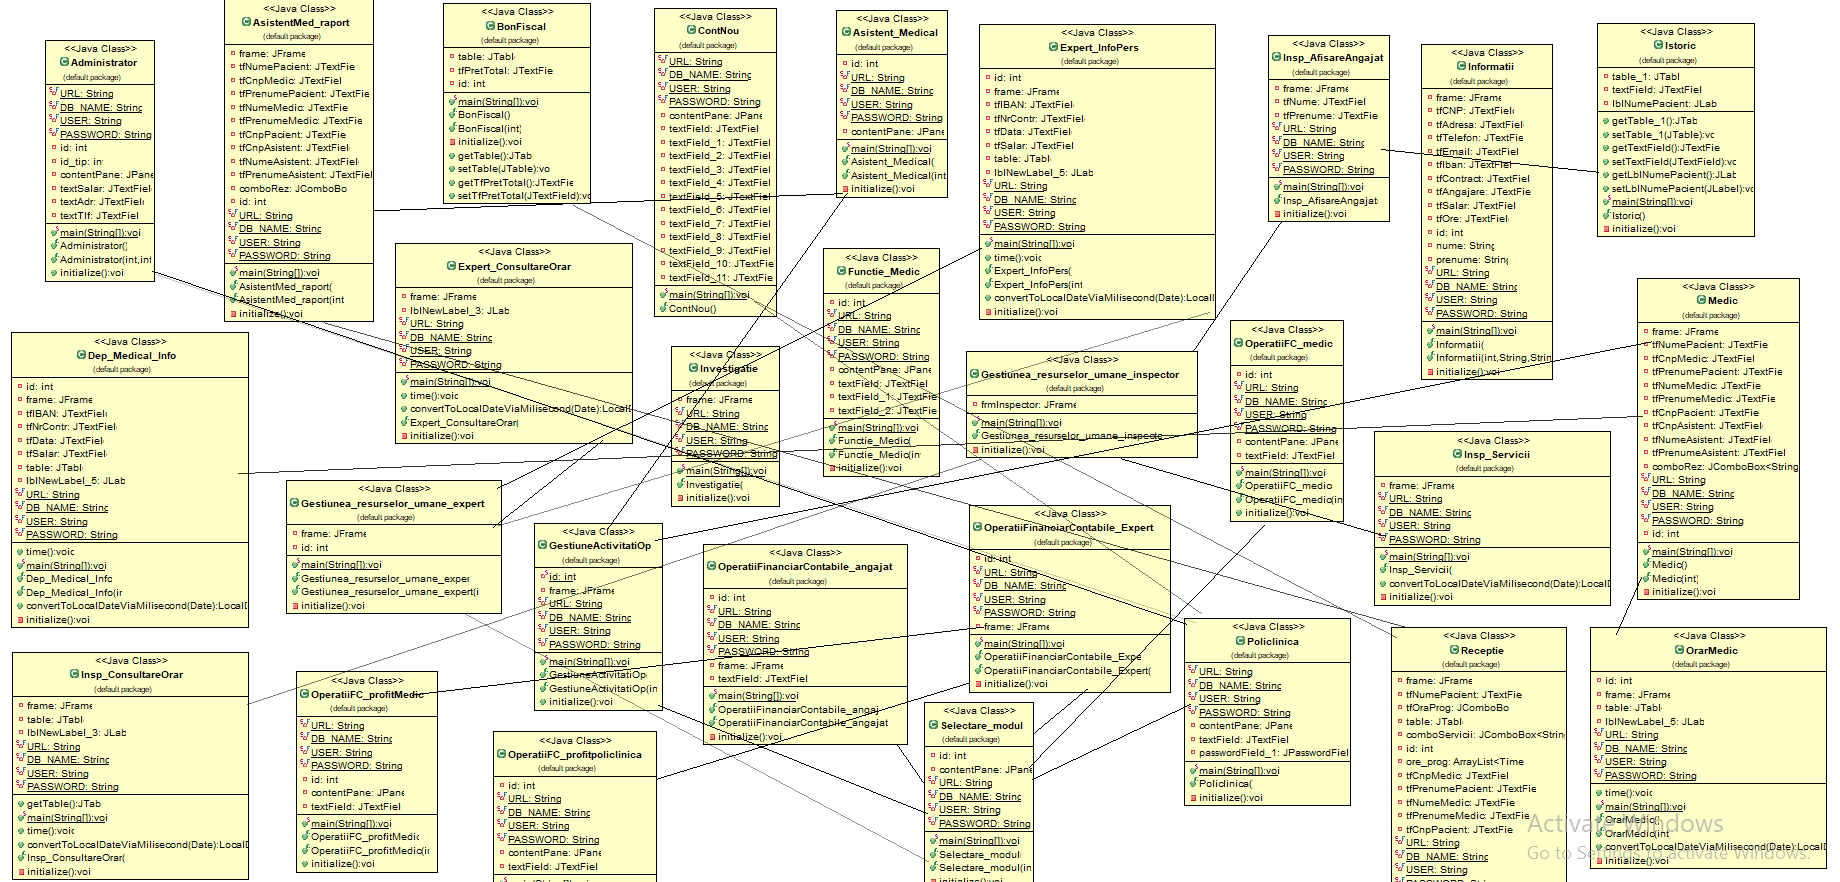 <<Java Class>>
Administrator
(default package)
URL: String
DB_NAME: String
USER: String
PASSWORD: String
id: int
id_tip: in
contentPane: JPane
textSalar: JTextField
textAdr: JTextField
textTlf: JTextFiel
main(String[]):voi
Administrator()
Administrator(int,int
initialize():voi
<<Java Class>>
AsistentMed_raport
(default package)
frame: JFrame
tfNumePacient: JTextFie
tfCnpMedic: JTextFiel
tfPrenumePacient: JTextF
tfNumeMedic: JTextFie
tfPrenumeMedic: JTextFie
tfCnpPacient: JTextFie
tfCnpAsistent: JTextFiel
tfNumeAsistent: JTextFie
tfPrenumeAsistent: JTextF
comboRez: JComboBo
id: int
URL: String
DB_NAME: String
USER: String
PASSWORD: String
main(String[]):voi
AsistentMed_raport(
AsistentMed_raport(int
initialize():voi
<<Java Class>>
BonFiscal
(default package)
table: JTabl
tfPretTotal: JTextFie
id: int
main(String[]):voi
BonFiscal()
BonFiscal(int)
initialize():voi
getTable():JTab
setTable(JTable):vo
getTfPretTotal():JTextFie
setTfPretTotal(JTextField):vo
<<Java Class>>
ContNou
(default package)
URL: String
DB_NAME: String
USER: String
PASSWORD: String
contentPane: JPane
textField: JTextFiel
textField_1: JTextFiel
textField_2: JTextFiel
textField_3: JTextFiel
textField_4: JTextFiel
textField_5: JTextFiel
textField_6: JTextFiel
textField_7: JTextFiel
textField_8: JTextFiel
textField_9: JTextFiel
textField_10: JTextFie
textField_11: JTextFie
main(String[]):voi
ContNou()
<<Java Class>>
Asistent_Medical
(default package)
id: int
URL: String
DB_NAME: String
USER: String
PASSWORD: String
contentPane: JPane
main(String[]):voi
Asistent_Medical(
Asistent_Medical(int
initialize():voi
<<Java Class>>
Expert_InfoPers
(default package)
id: int
frame: JFrame
tfIBAN: JTextField
tfNrContr: JTextField
tfData: JTextField
tfSalar: JTextField
table: JTabl
lblNewLabel_5: JLab
URL: String
DB_NAME: String
USER: String
PASSWORD: String
main(String[]):voi
time():voic
Expert_InfoPers(
Expert_InfoPers(int
convertToLocalDateViaMilisecond(Date):Locall
initialize():voi
<<Java Class>>
Insp_AfisareAngajat
(default package)
frame: JFrame
tfNume: JTextField
tfPrenume: JTextFiel
URL: String
DB_NAME: String
USER: String
PASSWORD: String
main(String[]):voi
Insp_AfisareAngajat
initialize():voi
<<Java Class>>
Informatii
(default package)
frame: JFrame
tfCNP: JTextField
tfAdresa: JTextFiel
tfTelefon: JTextFiel
tfEmail: JTextField
tfIban: JTextField
tfContract: JTextFiel
tfAngajare: JTextFie
tfSalar: JTextField
tfOre: JTextField
id: int
nume: String
prenume: String
URL: String
DB_NAME: String
USER: String
PASSWORD: String
main(String[]):voi
Informatii(
Informatii(int,String,Strin
initialize():voi
<<Java Class>>
Istoric
(default package)
table_1: JTabl
textField: JTextFiel
lblNumePacient: JLab
getTable_1():JTab
setTable_1(JTable):vc
getTextField():JTextFie
setTextField(JTextField):vc
getLblNumePacient():JLab
setLblNumePacient(JLabel):vc
main(String[]):voi
Istoric()
<<Java Class>>
Expert_ConsultareOrar
(default package)
frame: JFrame
lblNewLabel_3: JLab
URL: String
DB_NAME: String
USER: String
PASSWORD: String
main(String[]):voi
time():voic
convertToLocalDateViaMilisecond(Date):LocalD
Expert_ConsultareOrar(
initialize():voi
<<Java Class>>
Functie_Medic
(default package)
id: int
URL: String
DB_NAME: String
USER: String
PASSWORD: String
contentPane: JPane
textField: JTextFiel
textField_1: JTextFie
textField_2: JTextFie
main(String[]):voi
Functie_Medic(
Functie_Medic(in
initialize():voi
<<Java Class>>
Medic
(default package)
frame: JFrame
tfNumePacient: JTextFie
tfCnpMedic: JTextFiel
tfPrenumePacient: JTextF
tfNumeMedic: JTextFie
tfPrenumeMedic: JTextFie
tfCnpPacient: JTextFie
tfCnpAsistent: JTextFie
tfNumeAsistent: JTextFie
tfPrenumeAsistent: JTextF
comboRez: JComboBox<String
URL: String
DB_NAME: String
USER: String
PASSWORD: String
id: int
main(String[]):voi
Medic()
Medic(int)
initialize():voi
<<Java Class>>
Dep_Medical_Info
(default package)
id: int
frame: JFrame
tfIBAN: JTextField
tfNrContr: JTextField
tfData: JTextField
tfSalar: JTextField
table: JTabl
lblNewLabel_5: JLab
URL: String
DB_NAME: String
USER: String
PASSWORD: String
time():voic
main(String[]):voi
Dep_Medical_Info
Dep_Medical_Info(ir
convertToLocalDateViaMilisecond(Date):LocalD
initialize():voi
<<Java Class>>
Investigatie
(default package)
frame: JFrame
URL: String
DB_NAME: String
USER: String
PASSWORD: String
main(String[]):voi
Investigatie(
initialize():voi
<<Java Class>>
Gestiunea_resurselor_umane_inspector
(default package)
frmInspector: JFrame
main(String[]):voi
Gestiunea_resurselor_umane_inspecto
initialize():voi
<<Java Class>>
OperatiiFC_medic
(default package)
id: int
URL: String
DB_NAME: String
USER: String
PASSWORD: String
contentPane: JPane
textField: JTextFiel
main(String[]):voi
OperatiiFC_medio
OperatiiFC_medic(in
initialize():voi
<<Java Class>>
Insp_Servicii
(default package)
frame: JFrame
URL: String
DB_NAME: String
USER: String
PASSWORD: String
main(String[]):voi
Insp_Servicii(
convertToLocalDateViaMilisecond(Date):LocalD
initialize():voi
<<Java Class>>
Gestiunea_resurselor_umane_expert
(default package)
frame: JFrame
id: int
main(String[]):voi
Gestiunea_resurselor_umane_exper
Gestiunea_resurselor_umane_expert(i
initialize():voi
<<Java Class>>
GestiuneActivitatiOp
(default package)
id: int
frame: JFrame
URL: String
DB_NAME: String
USER: String
PASSWORD: String
main(String[]):voi
GestiuneActivitatiOp
GestiuneActivitatiOp(in
initialize():voi
<<Java Class>>
OperatiiFinanciarContabile_angajat
(default package)
id: int
URL: String
DB_NAME: String
USER: String
PASSWORD: String
frame: JFrame
textField: JTextFiel
main(String[]):voi
OperatiiFinanciarContabile_angaj
OperatiiFinanciarContabile_angajat
initialize():voi
<<Java Class>>
OperatiiFinanciarContabile_Expert
(default package)
id: int
URL: String
DB_NAME: String
USER: String
PASSWORD: String
frame: JFrame
main(String[]):voi
OperatiiFinanciarContabile_Expe
OperatiiFinanciarContabile_Expert(
initialize():voi
<<Java Class>>
Policlinica
(default package)
URL: String
DB_NAME: String
USER: String
PASSWORD: String
contentPane: JPane
textField: JTextFiel
passwordField_1: JPasswordFiel
main(String[]):voi
Policlinica(
initialize():voi
<<Java Class>>
Receptie
(default package)
frame: JFrame
tfNumePacient: JTextFie
tfOraProg: JComboBo
table: JTabl
comboServicii: JComboBox<String
id: int
ore_prog: ArrayList<Time
tfCnpMedic: JTextFiel
tfPrenumePacient: JTextF
tfNumeMedic: JTextFie
tfPrenumeMedic: JTextFie
tfCnpPacient: JTextFie
URL: String
DB_NAME: String
USER: String
PASSWORD: String
<<Java Class>>
OrarMedic
(default package)
id: int
frame: JFrame
table: JTabl
lblNewLabel_5: JLab
URL: String
DB_NAME: String
USER: String
PASSWORD: String
time():voic
main(String[]):voi
OrarMedic(
OrarMedic(int
convertToLocalDateViaMilisecond(Date):LocalD
initialize():voi
<<Java Class>>
Insp_ConsultareOrar
(default package)
frame: JFrame
table: JTabl
lblNewLabel_3: JLab
URL: String
DB_NAME: String
USER: String
PASSWORD: String
getTable():JTab
main(String[]):voi
time():voic
convertToLocalDateViaMilisecond(Date):LocalD
Insp_ConsultareOrar(
initialize():voi
<<Java Class>>
OperatiiFC_profitMedic
(default package)
URL: String
DB_NAME: String
USER: String
PASSWORD: String
id: int
contentPane: JPane
textField: JTextFiel
main(String[]):voi
OperatiiFC_profitMedic
OperatiiFC_profitMedic(ii
initialize():voi
<<Java Class>>
OperatiiFC_profitpoliclinica
(default package)
id: int
URL: String
DB_NAME: String
USER: String
PASSWORD: String
contentPane: JPane
textField: JTextFiel
main(String[]):voi
<<Java Class>>
Selectare_modul
(default package)
id: int
contentPane: JPane
URL: String
DB_NAME: String
USER: String
PASSWORD: String
main(String[]):voi
Selectare_modul
Selectare_modul(in
initialize():voi
Activate Windows
Go to Settings to activate Windows.